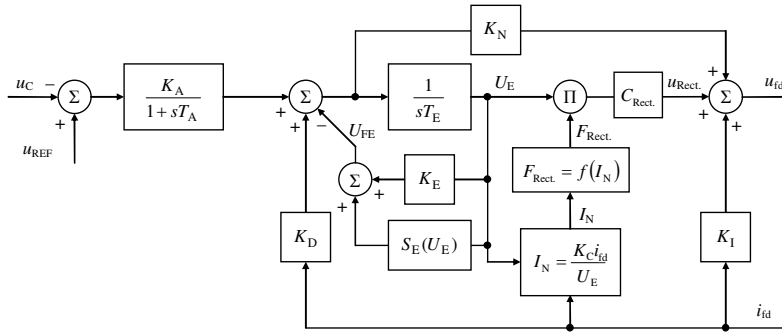 K_N
u_C
−
+
Σ
u_REF
K_A
1 + sT_A
+
Σ
+
−
1
sT_E
U_E
Π
C_Rect.
u_Rect.
+
+
Σ
+
u_fd
U_FE
F_Rect.
Σ
+
+
K_E
F_Rect. = f(I_N)
S_E(U_E)
I_N
K_D
I_N = K_C i_fd
U_E
K_I
i_fd